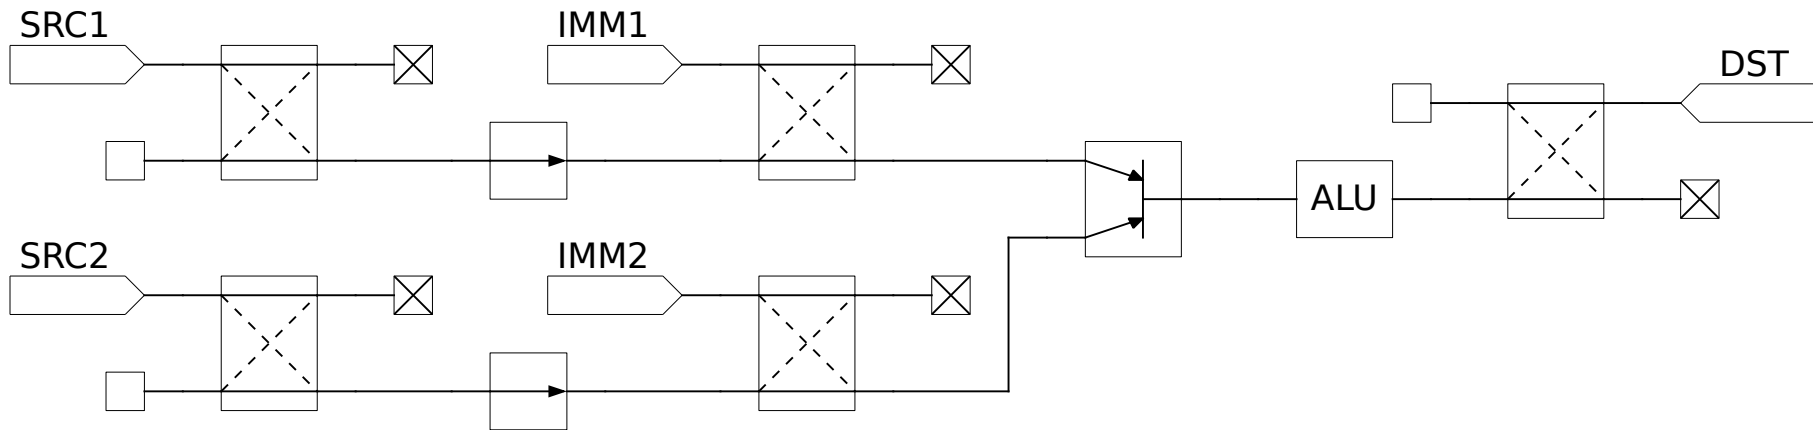 SRC1
IMM1
DST
ALU
SRC2
IMM2